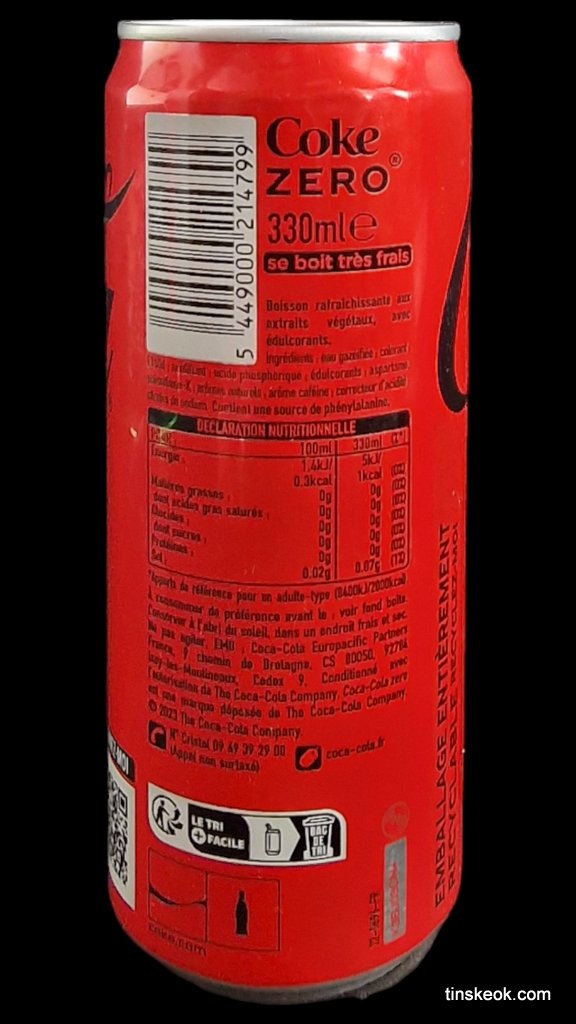 5 449000 214799
Coke
ZERO®
330ml ℮
se boit très frais
Boisson rafraîchissante aux
extraits végétaux, avec
édulcorants.
Ingrédients : eau gazéifiée ; colorant
: acide phosphorique ; édulcorants : aspartame,
arômes naturels ; arôme caféine ; correcteur d'acidité
de sodium. Contient une source de phénylalanine.
DÉCLARATION NUTRITIONNELLE
100ml 330ml (%*)
Énergie : 1,4kJ/ 5kJ/
0.3kcal 1kcal (0%)
Matières grasses : 0g 0g (0%)
dont acides gras saturés : 0g 0g (0%)
Glucides : 0g 0g (0%)
dont sucres : 0g 0g (0%)
Protéines : 0g 0g (0%)
Sel : 0.02g 0.07g
*Apports de référence pour un adulte-type (8400kJ/2000kcal)
À consommer de préférence avant le : voir fond boîte.
Conserver à l'abri du soleil, dans un endroit frais et sec.
Ne pas agiter. EMB : Coca-Cola Europacific Partners
France, 9 chemin de Bretagne, CS 80050, 92784
Issy-les-Moulineaux, Cedex 9. Conditionné avec
l'autorisation de The Coca-Cola Company. Coca-Cola zero
est une marque déposée de The Coca-Cola Company.
© 2023 The Coca-Cola Company.
N° Cristal 09 69 39 29 00
(Appel non surtaxé)
coca-cola.fr
LE TRI
+ FACILE
BAC
DE
TRI
coke.com
EMBALLAGE ENTIÈREMENT
RECYCLABLE RECYCLEZ-MOI
tinskeok.com